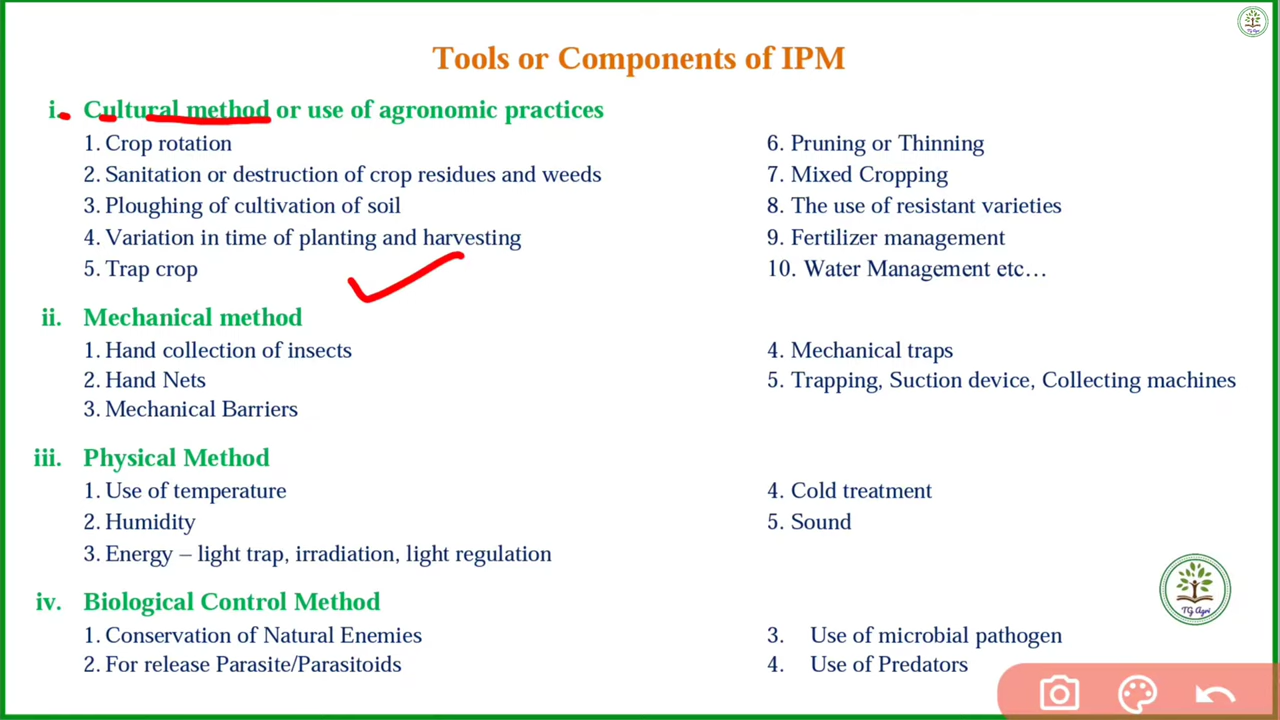 Tools or Components of IPM
i. Cultural method or use of agronomic practices
1. Crop rotation
2. Sanitation or destruction of crop residues and weeds
3. Ploughing of cultivation of soil
4. Variation in time of planting and harvesting
5. Trap crop
6. Pruning or Thinning
7. Mixed Cropping
8. The use of resistant varieties
9. Fertilizer management
10. Water Management etc…
ii. Mechanical method
1. Hand collection of insects
2. Hand Nets
3. Mechanical Barriers
4. Mechanical traps
5. Trapping, Suction device, Collecting machines
iii. Physical Method
1. Use of temperature
2. Humidity
3. Energy – light trap, irradiation, light regulation
4. Cold treatment
5. Sound
iv. Biological Control Method
1. Conservation of Natural Enemies
2. For release Parasite/Parasitoids
3. Use of microbial pathogen
4. Use of Predators
TG Agri